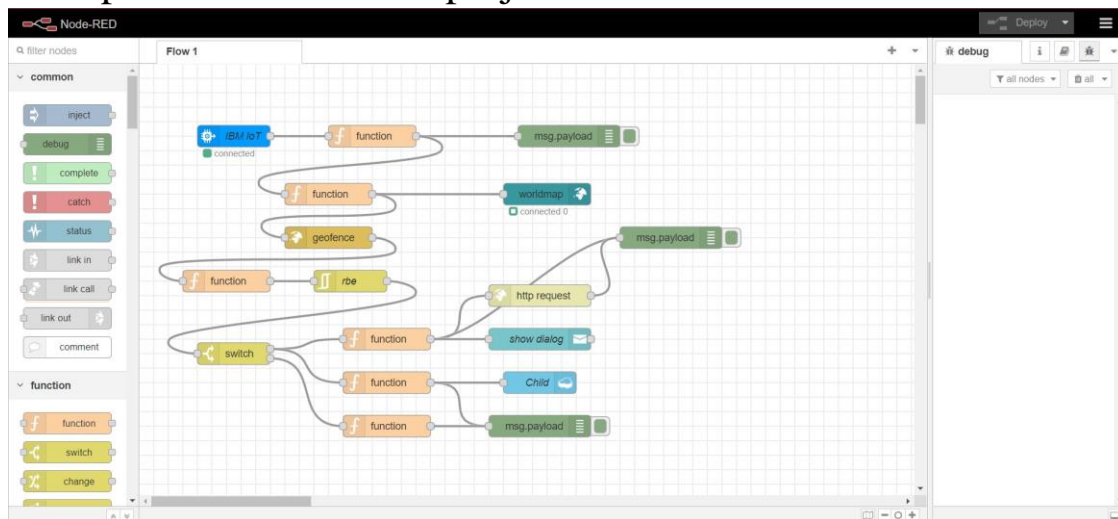 Node-RED
Deploy
filter nodes
Flow 1
debug
i
common
all nodes
all
inject
debug
complete
catch
status
link in
link call
link out
comment
function
function
switch
change
IBM IoT
connected
function
msg.payload
function
worldmap
connected 0
geofence
msg.payload
function
rbe
http request
function
show dialog
switch
function
Child
function
msg.payload